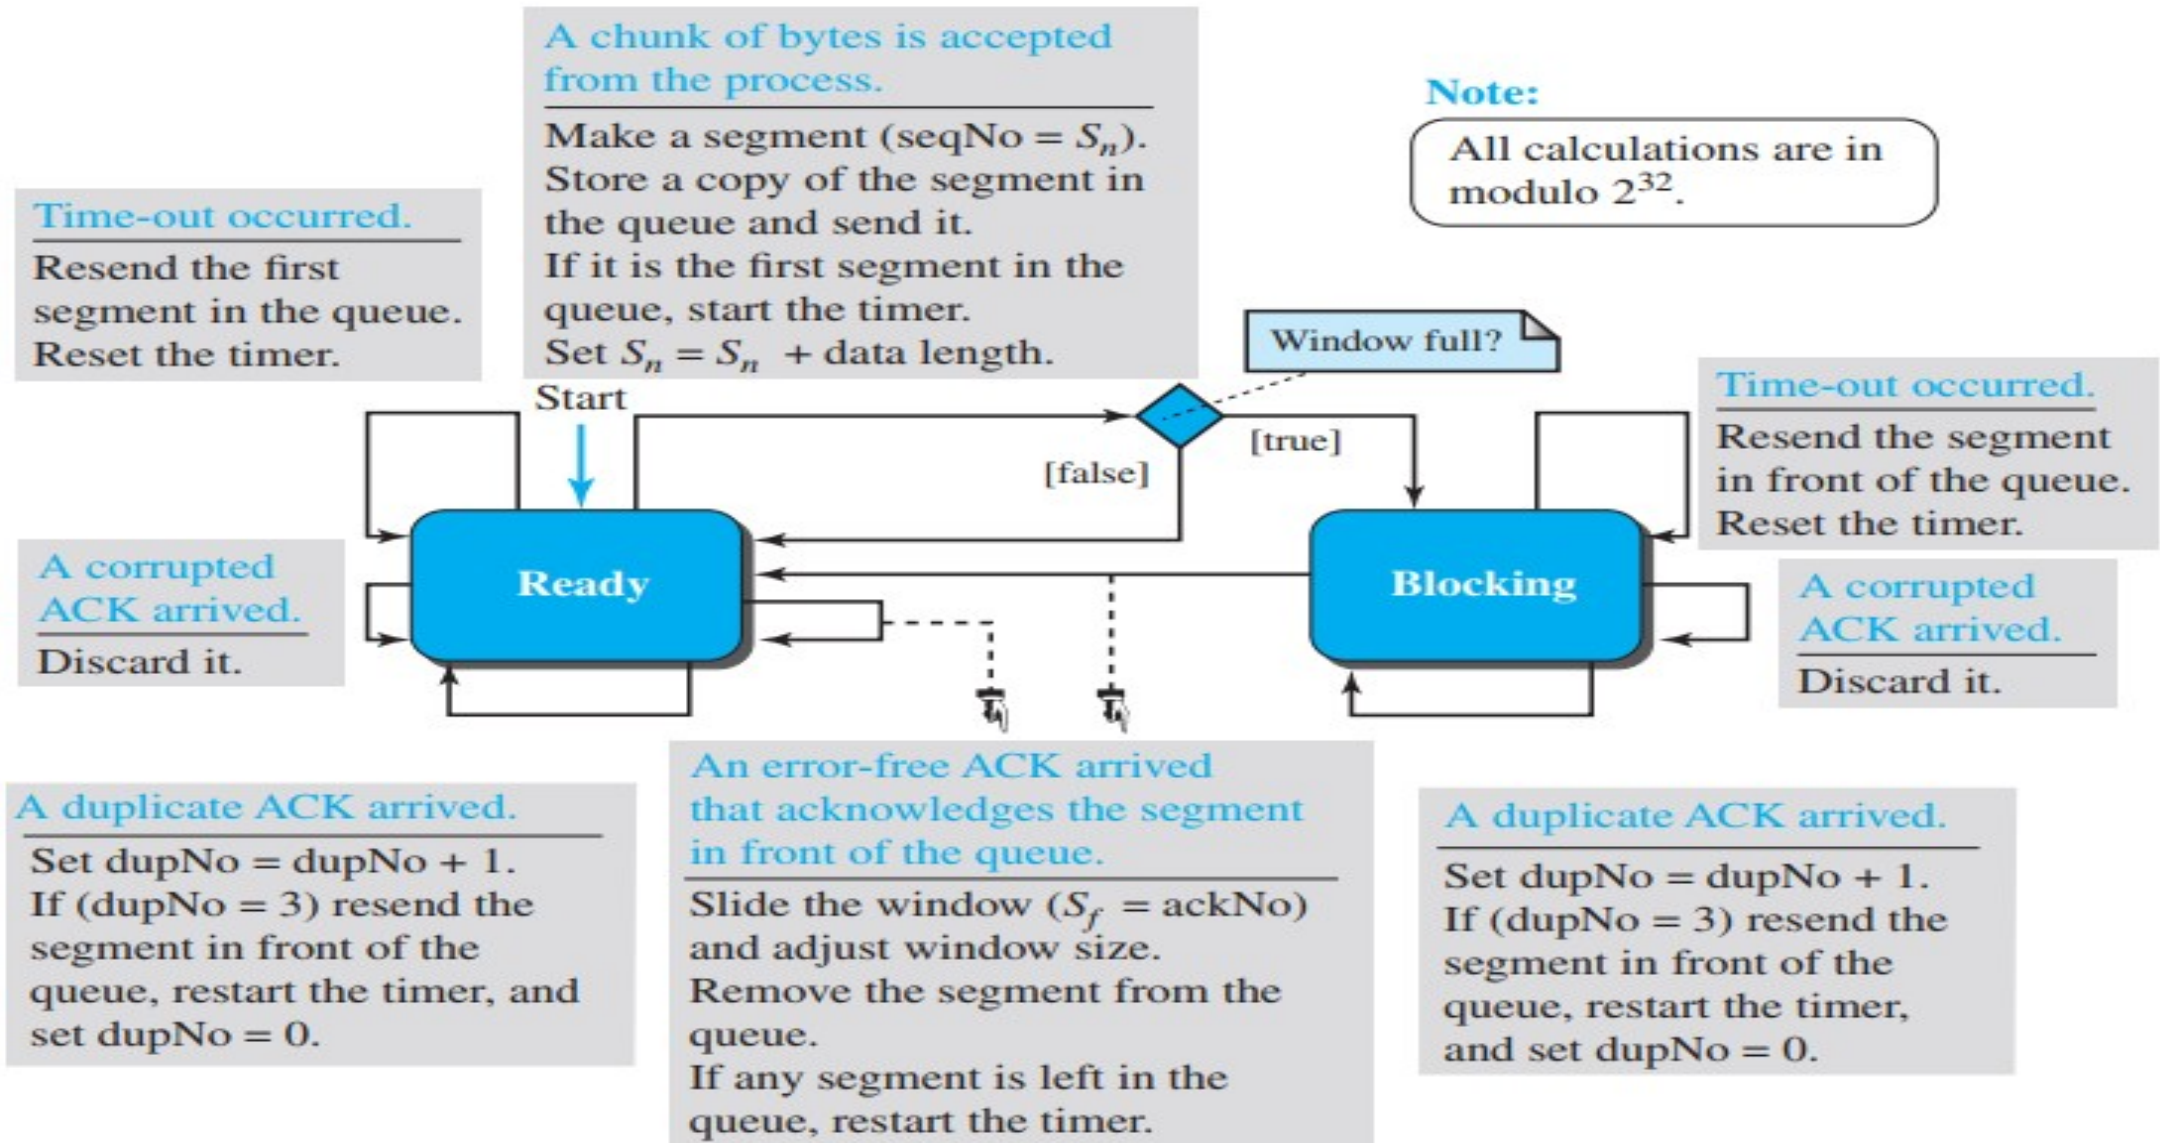 A chunk of bytes is accepted
from the process.
Make a segment (seqNo = Sₙ).
Store a copy of the segment in
the queue and send it.
If it is the first segment in the
queue, start the timer.
Set Sₙ = Sₙ + data length.
Note:
All calculations are in
modulo 2³².
Time-out occurred.
Resend the first
segment in the queue.
Reset the timer.
Window full?
Start
[true]
[false]
Time-out occurred.
Resend the segment
in front of the queue.
Reset the timer.
A corrupted
ACK arrived.
Discard it.
Ready
Blocking
A corrupted
ACK arrived.
Discard it.
A duplicate ACK arrived.
Set dupNo = dupNo + 1.
If (dupNo = 3) resend the
segment in front of the
queue, restart the timer, and
set dupNo = 0.
An error-free ACK arrived
that acknowledges the segment
in front of the queue.
Slide the window (S_f = ackNo)
and adjust window size.
Remove the segment from the
queue.
If any segment is left in the
queue, restart the timer.
A duplicate ACK arrived.
Set dupNo = dupNo + 1.
If (dupNo = 3) resend the
segment in front of the
queue, restart the timer,
and set dupNo = 0.